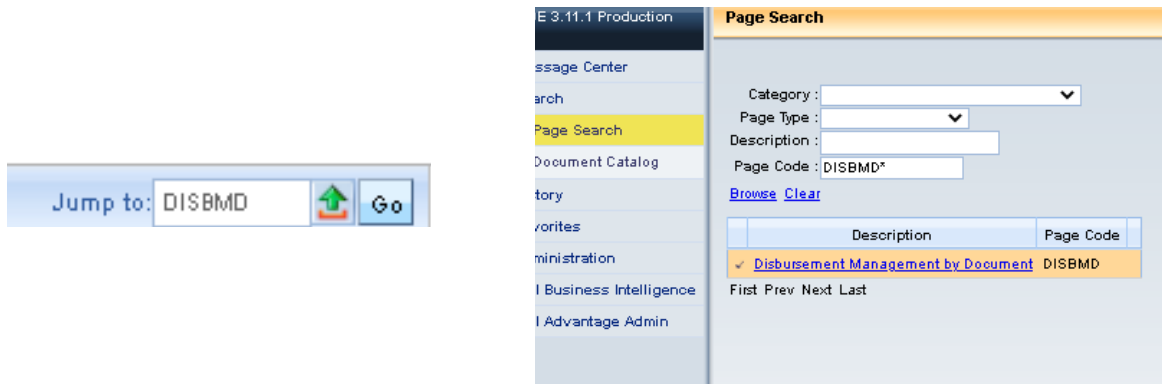 Jump to: DISBMD Go
E 3.11.1 Production
ssage Center
arch
Page Search
Document Catalog
tory
vorites
ministration
l Business Intelligence
l Advantage Admin
Page Search
Category :
Page Type :
Description :
Page Code : DISBMD*
Browse Clear
Description Page Code
Disbursement Management by Document DISBMD
First Prev Next Last